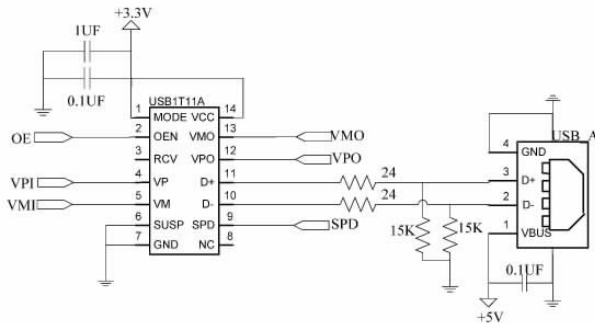 +3.3V
1UF
0.1UF
USB1T11A
1 MODE VCC 14
OE 2 OEN VMO 13 VMO
3 RCV VPO 12 VPO
VPI 4 VP D+ 11 24
VMI 5 VM D- 10 24
6 SUSP SPD 9 SPD
7 GND NC 8
15K 15K
USB_A
4 GND
3 D+
2 D-
1 VBUS
0.1UF
+5V